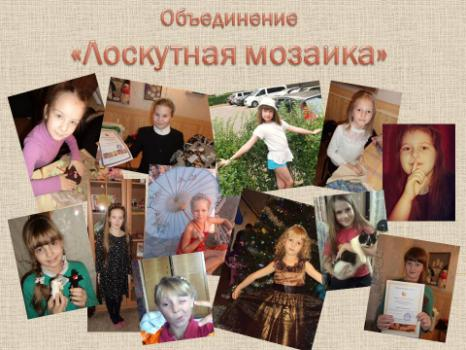 Объединение
«Лоскутная мозаика»